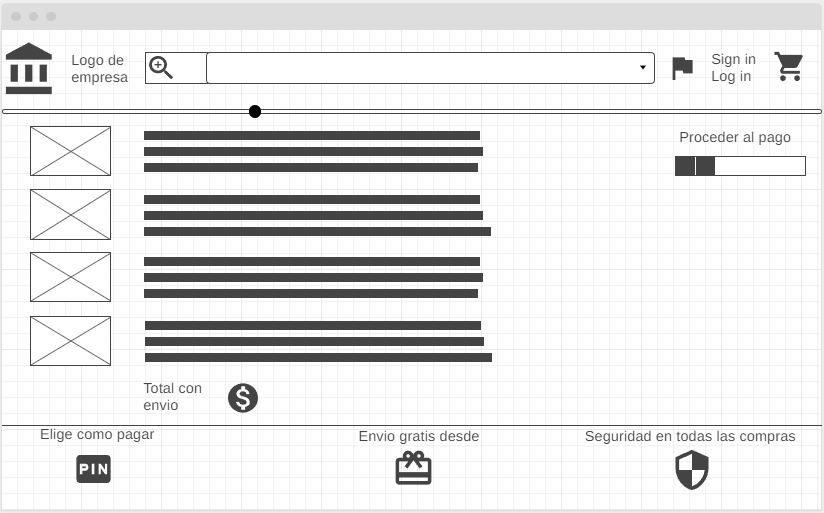 Logo de
empresa
Sign in
Log in
Proceder al pago
Total con
envio
$
Elige como pagar
Envio gratis desde
Seguridad en todas las compras
PIN